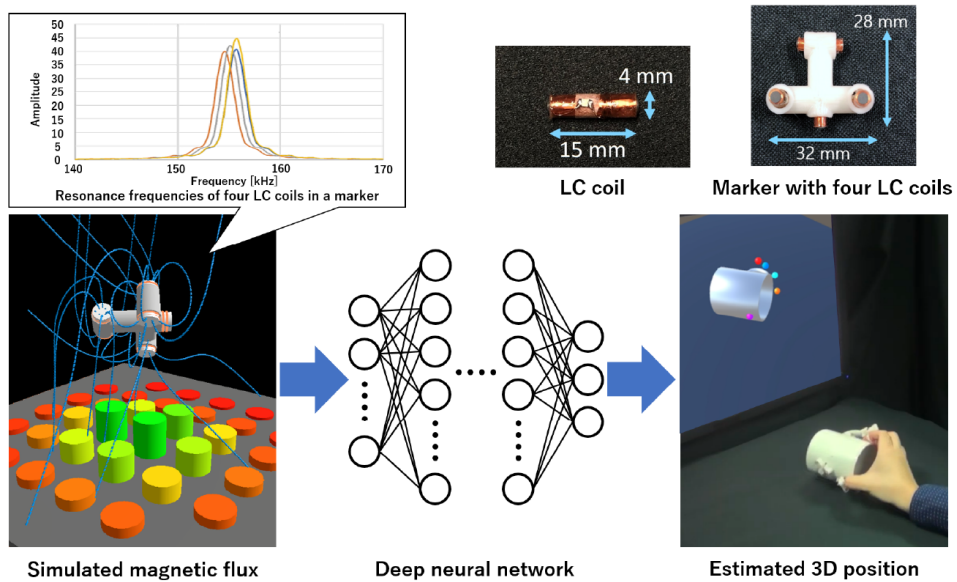 50
45
40
35
30
25
20
15
10
5
0
Amplitude
140
150
160
170
Frequency [kHz]
Resonance frequencies of four LC coils in a marker
4 mm
15 mm
LC coil
28 mm
32 mm
Marker with four LC coils
Simulated magnetic flux
Deep neural network
Estimated 3D position